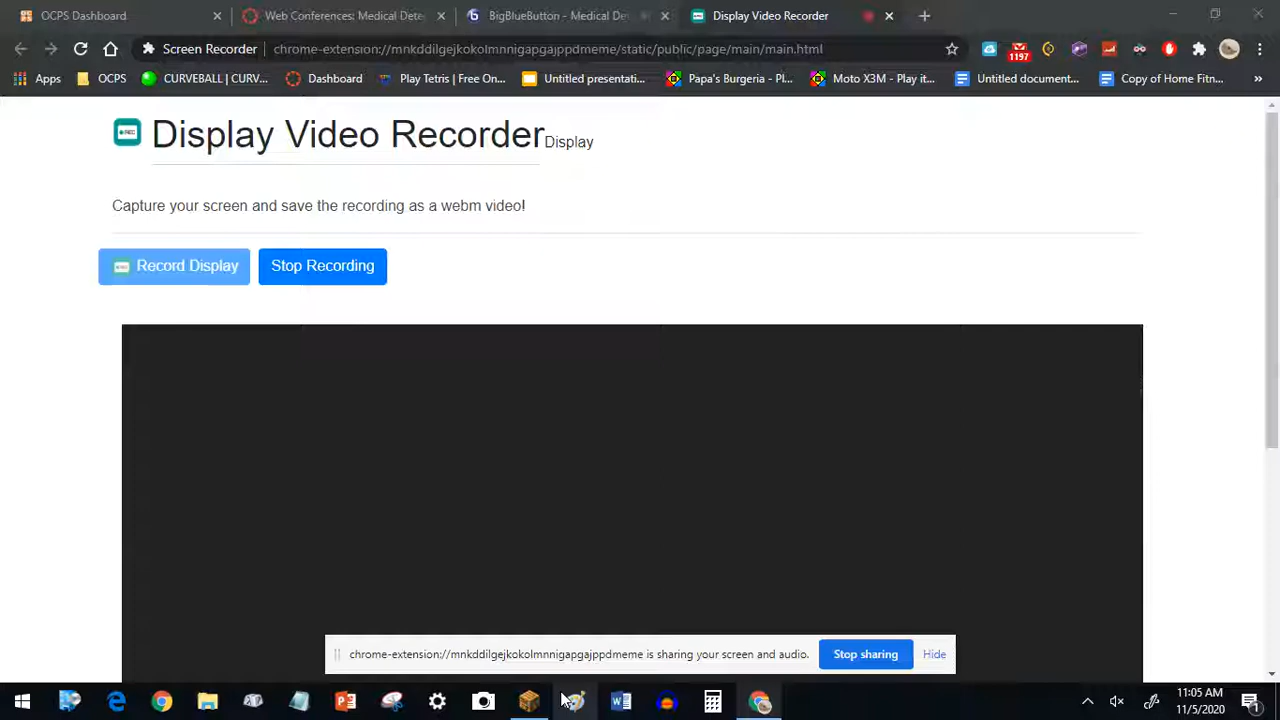 OCPS Dashboard
Web Conferences: Medical Dete
BigBlueButton - Medical De
Display Video Recorder
Screen Recorder
chrome-extension://mnkddilgejkokolmnnigapgajppdmeme/static/public/page/main/main.html
1197
Apps
OCPS
CURVEBALL | CURV...
Dashboard
Play Tetris | Free On...
Untitled presentati...
Papa's Burgeria - Pl...
Moto X3M - Play it...
Untitled document...
Copy of Home Fitn...
»
Display Video Recorder Display
Capture your screen and save the recording as a webm video!
Record Display
Stop Recording
chrome-extension://mnkddilgejkokolmnnigapgajppdmeme is sharing your screen and audio.
Stop sharing
Hide
11:05 AM
11/5/2020